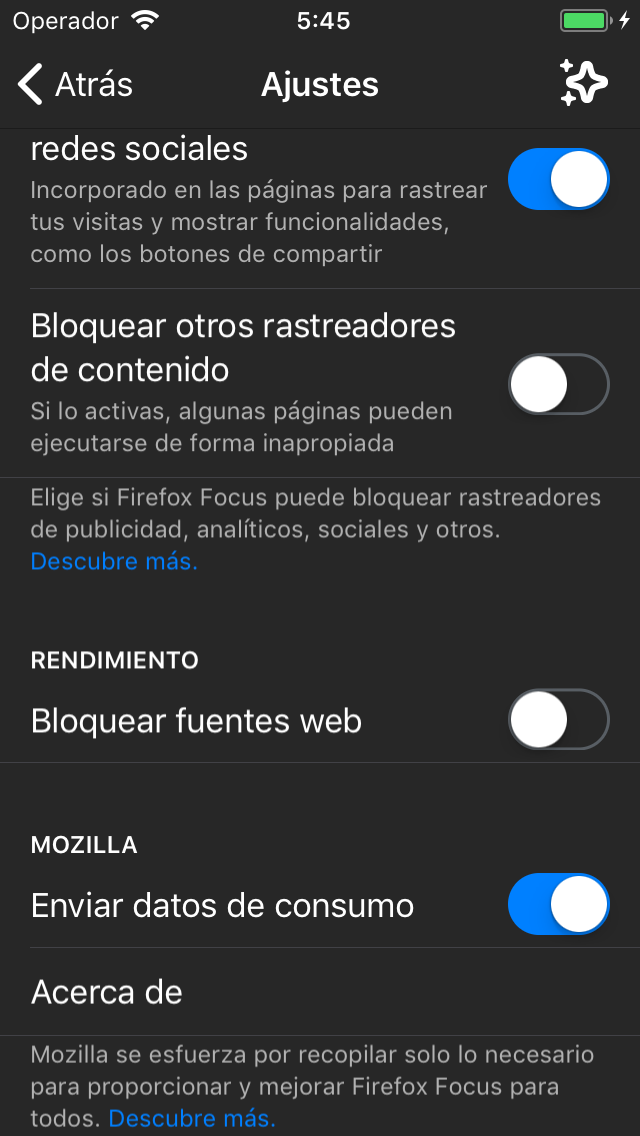 Operador 5:45
Atrás Ajustes
redes sociales
Incorporado en las páginas para rastrear
tus visitas y mostrar funcionalidades,
como los botones de compartir
Bloquear otros rastreadores
de contenido
Si lo activas, algunas páginas pueden
ejecutarse de forma inapropiada
Elige si Firefox Focus puede bloquear rastreadores
de publicidad, analíticos, sociales y otros.
Descubre más.
RENDIMIENTO
Bloquear fuentes web
MOZILLA
Enviar datos de consumo
Acerca de
Mozilla se esfuerza por recopilar solo lo necesario
para proporcionar y mejorar Firefox Focus para
todos. Descubre más.